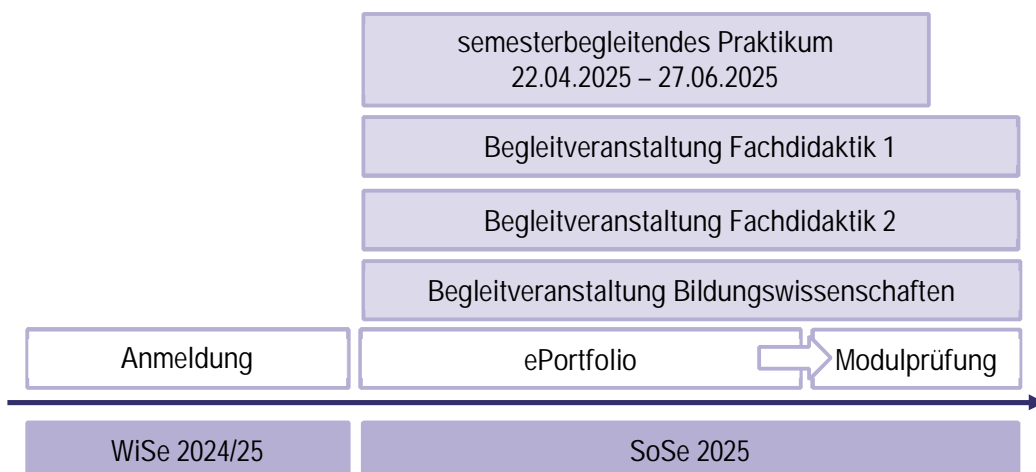 semesterbegleitendes Praktikum
22.04.2025 – 27.06.2025
Begleitveranstaltung Fachdidaktik 1
Begleitveranstaltung Fachdidaktik 2
Begleitveranstaltung Bildungswissenschaften
Anmeldung
ePortfolio
Modulprüfung
WiSe 2024/25
SoSe 2025